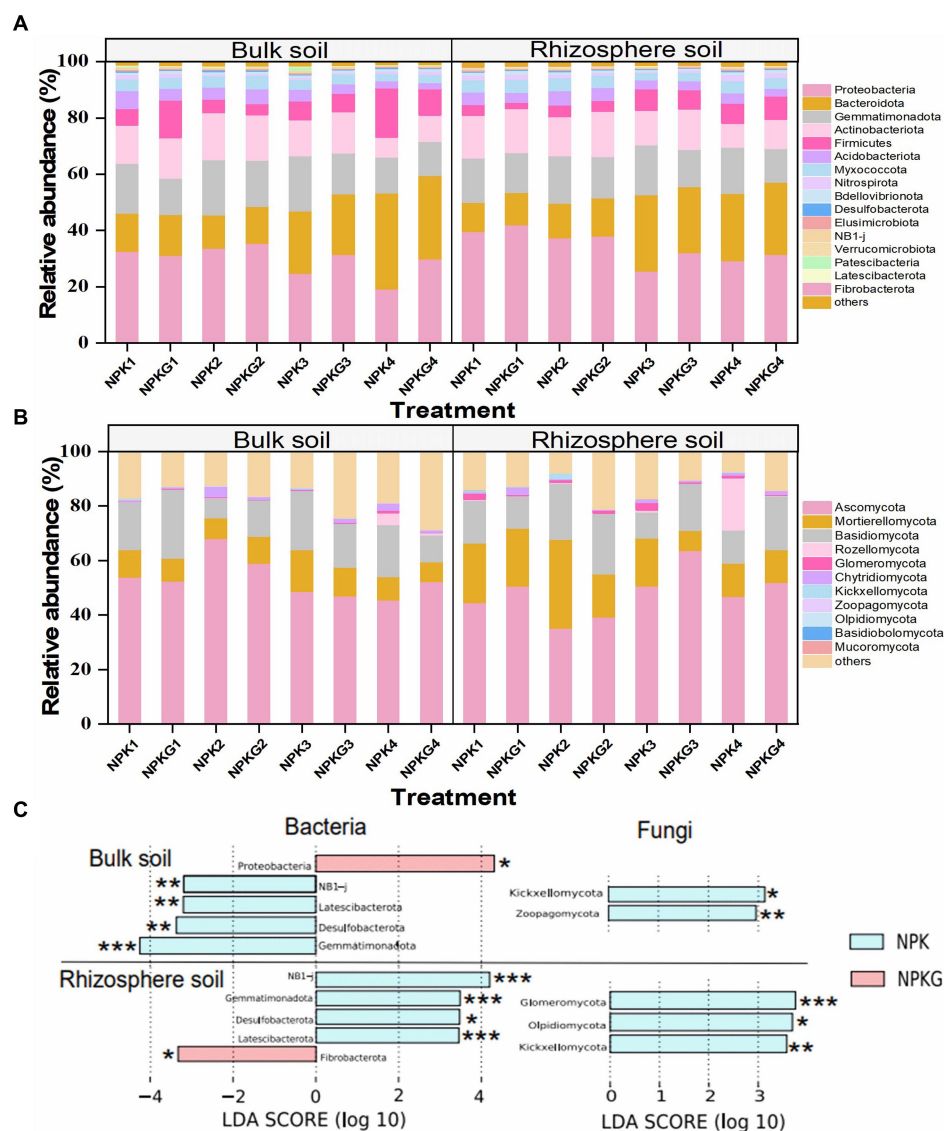 A
Bulk soil
Rhizosphere soil
Relative abundance (%)
100
80
60
40
20
0
NPK1
NPKG1
NPK2
NPKG2
NPK3
NPKG3
NPK4
NPKG4
NPK1
NPKG1
NPK2
NPKG2
NPK3
NPKG3
NPK4
NPKG4
Treatment
Proteobacteria
Bacteroidota
Gemmatimonadota
Actinobacteriota
Firmicutes
Acidobacteriota
Myxococcota
Nitrospirota
Bdellovibrionota
Desulfobacterota
Elusimicrobiota
NB1-j
Verrucomicrobiota
Patescibacteria
Latescibacterota
Fibrobacterota
others
B
Bulk soil
Rhizosphere soil
Relative abundance (%)
100
80
60
40
20
0
NPK1
NPKG1
NPK2
NPKG2
NPK3
NPKG3
NPK4
NPKG4
NPK1
NPKG1
NPK2
NPKG2
NPK3
NPKG3
NPK4
NPKG4
Treatment
Ascomycota
Mortierellomycota
Basidiomycota
Rozellomycota
Glomeromycota
Chytridiomycota
Kickxellomycota
Zoopagomycota
Olpidiomycota
Basidiobolomycota
Mucoromycota
others
C
Bacteria
Fungi
Bulk soil
Proteobacteria *
** NB1-j
** Latescibacterota
** Desulfobacterota
*** Gemmatimonadota
Kickxellomycota *
Zoopagomycota **
NPK
NPKG
Rhizosphere soil
NB1-j ***
Gemmatimonadota ***
Desulfobacterota *
Latescibacterota ***
* Fibrobacterota
Glomeromycota ***
Olpidiomycota *
Kickxellomycota **
−4 −2 0 2 4
LDA SCORE (log 10)
0 1 2 3
LDA SCORE (log 10)